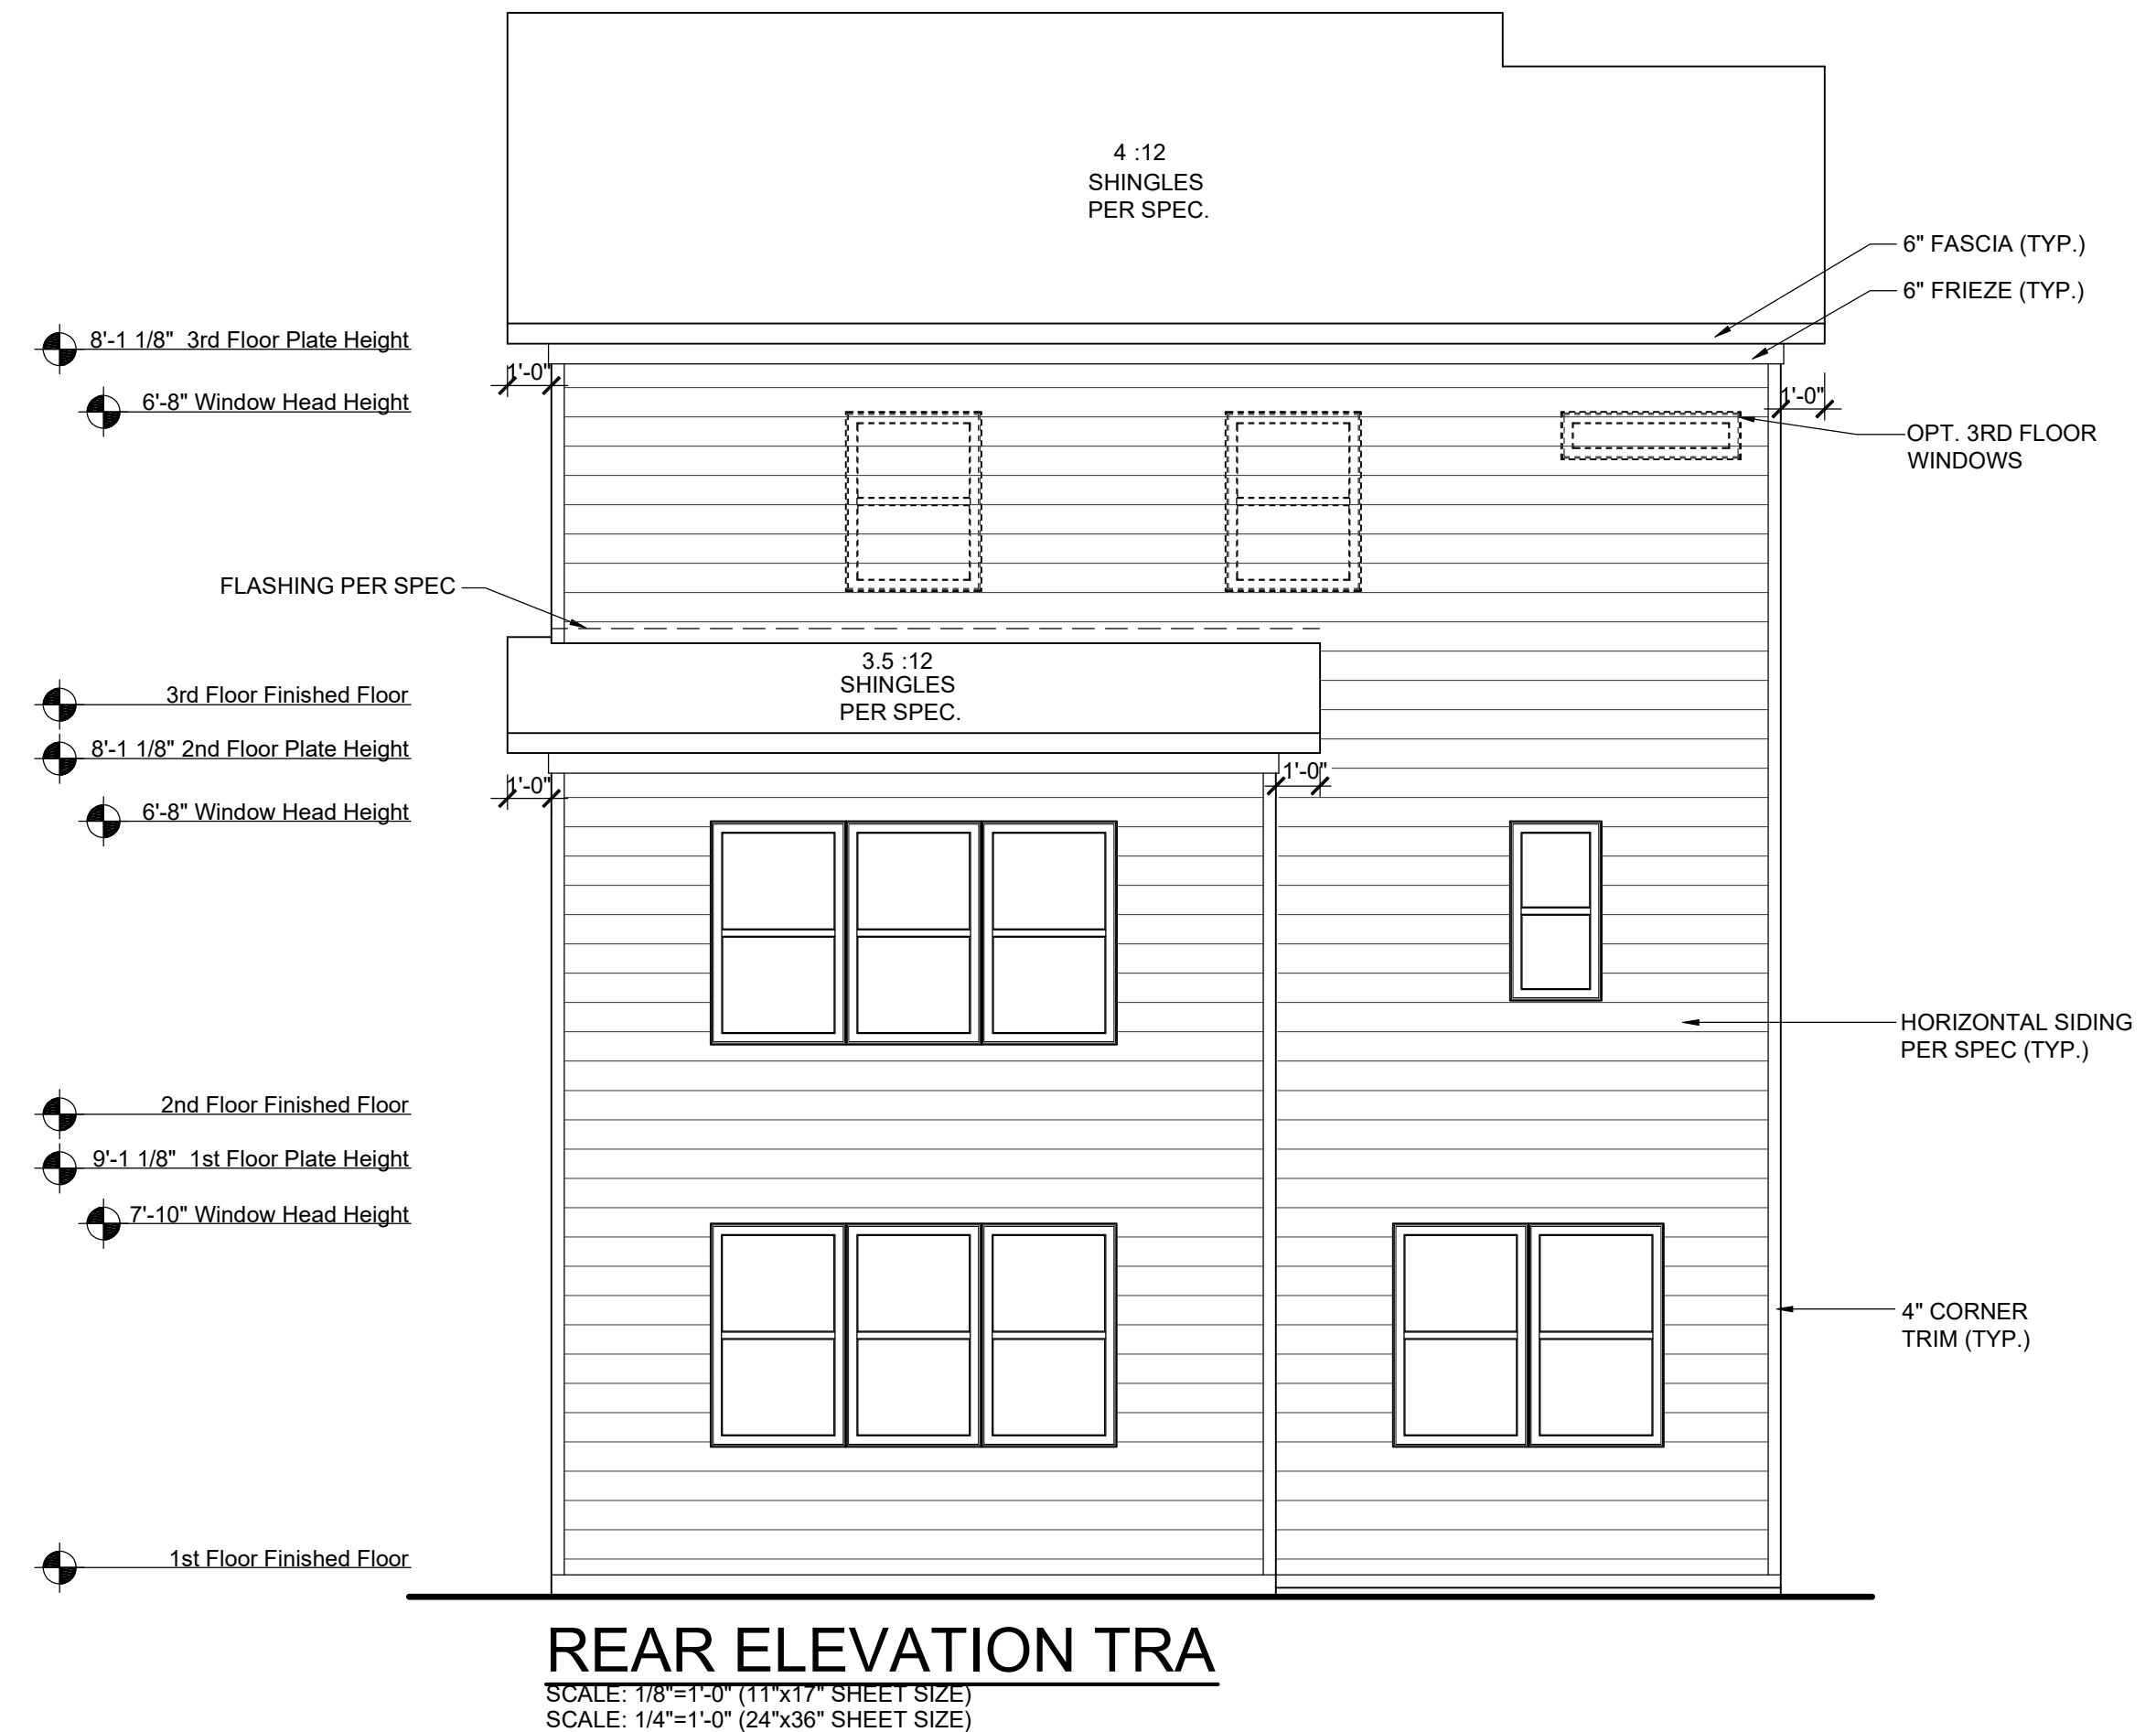 4 :12
SHINGLES
PER SPEC.
6" FASCIA (TYP.)
6" FRIEZE (TYP.)
8'-1 1/8"  3rd Floor Plate Height
1'-0"
6'-8" Window Head Height
1'-0"
OPT. 3RD FLOOR
WINDOWS
FLASHING PER SPEC
3.5 :12
SHINGLES
PER SPEC.
3rd Floor Finished Floor
8'-1 1/8" 2nd Floor Plate Height
1'-0"
1'-0"
6'-8" Window Head Height
HORIZONTAL SIDING
PER SPEC (TYP.)
2nd Floor Finished Floor
9'-1 1/8"  1st Floor Plate Height
7'-10" Window Head Height
4" CORNER
TRIM (TYP.)
1st Floor Finished Floor
REAR ELEVATION TRA
SCALE: 1/8"=1'-0" (11"x17" SHEET SIZE)
SCALE: 1/4"=1'-0" (24"x36" SHEET SIZE)